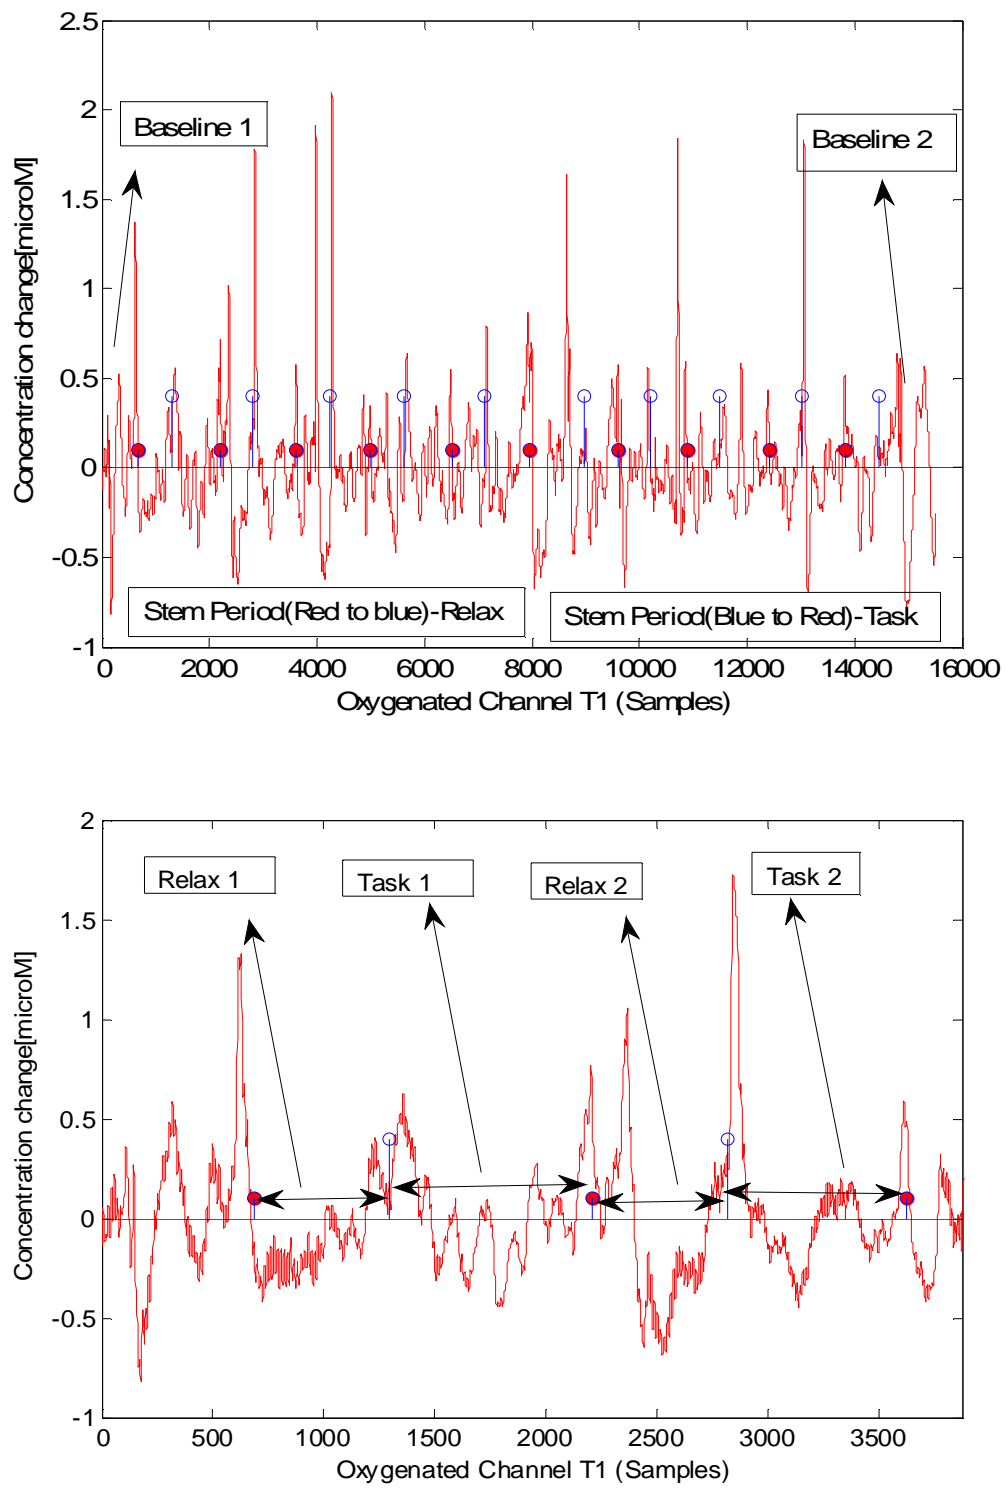 2.5
2
1.5
1
0.5
0
-0.5
-1
Concentration change[microM]
Baseline 1
Baseline 2
Stem Period(Red to blue)-Relax
Stem Period(Blue to Red)-Task
0 2000 4000 6000 8000 10000 12000 14000 16000
Oxygenated Channel T1 (Samples)
2
1.5
1
0.5
0
-0.5
-1
Concentration change[microM]
Relax 1
Task 1
Relax 2
Task 2
0 500 1000 1500 2000 2500 3000 3500
Oxygenated Channel T1 (Samples)